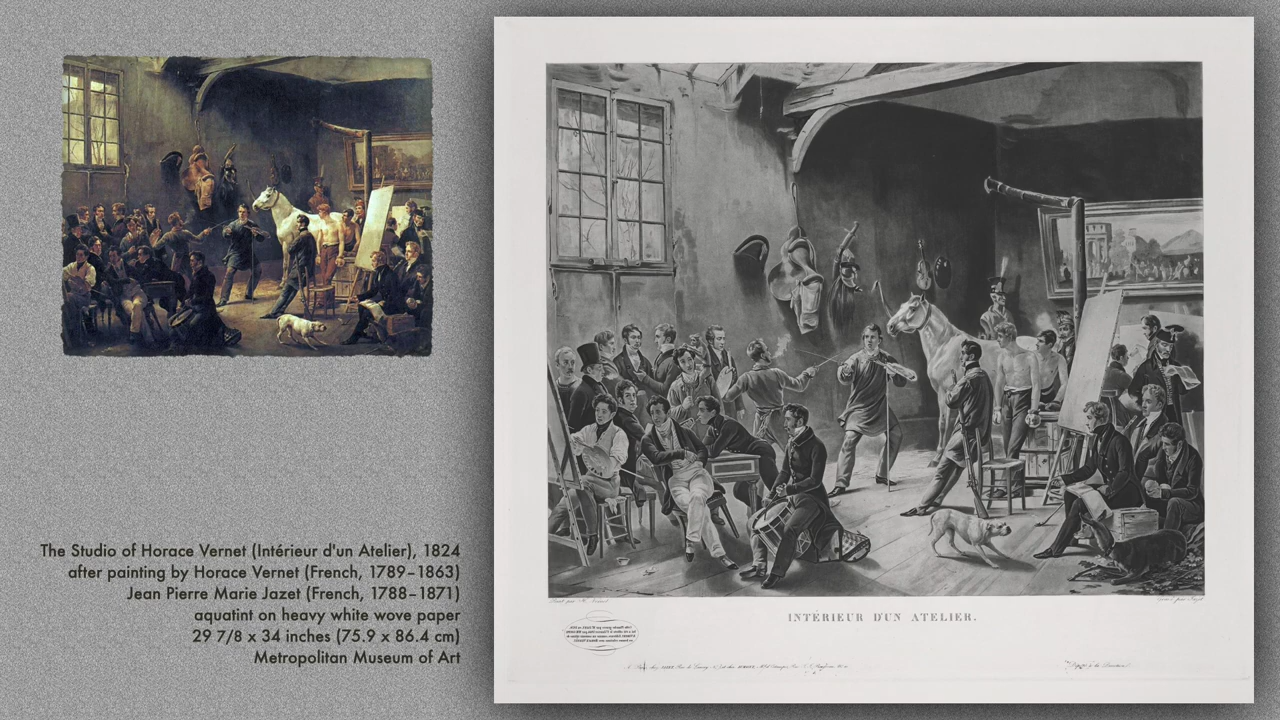 The Studio of Horace Vernet (Intérieur d'un Atelier), 1824
after painting by Horace Vernet (French, 1789–1863)
Jean Pierre Marie Jazet (French, 1788–1871)
aquatint on heavy white wove paper
29 7/8 x 34 inches (75.9 x 86.4 cm)
Metropolitan Museum of Art
INTÉRIEUR D'UN ATELIER.